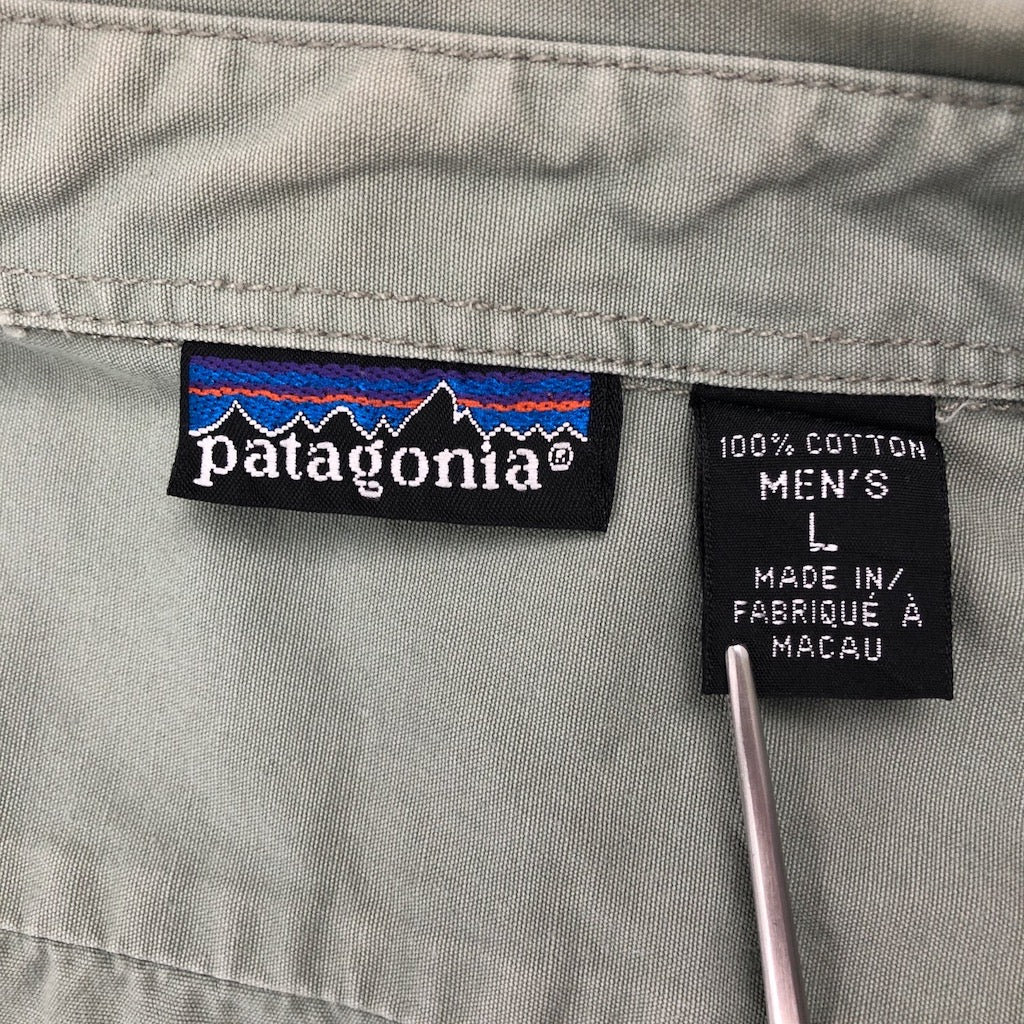 patagonia®
100% COTTON
MEN'S
L
MADE IN/
FABRIQUÉ À
MACAU